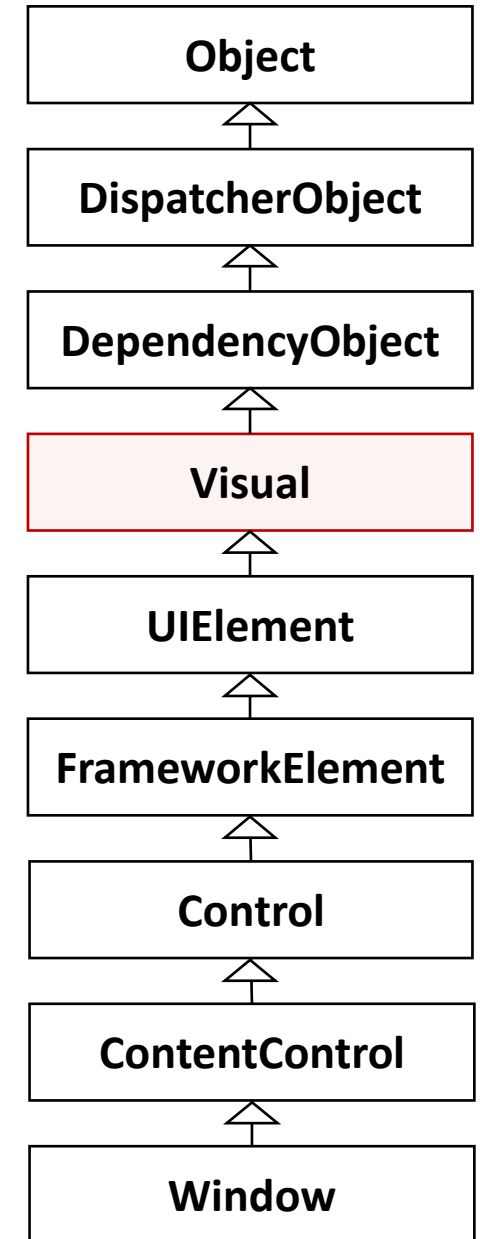 Object
DispatcherObject
DependencyObject
Visual
UIElement
FrameworkElement
Control
ContentControl
Window